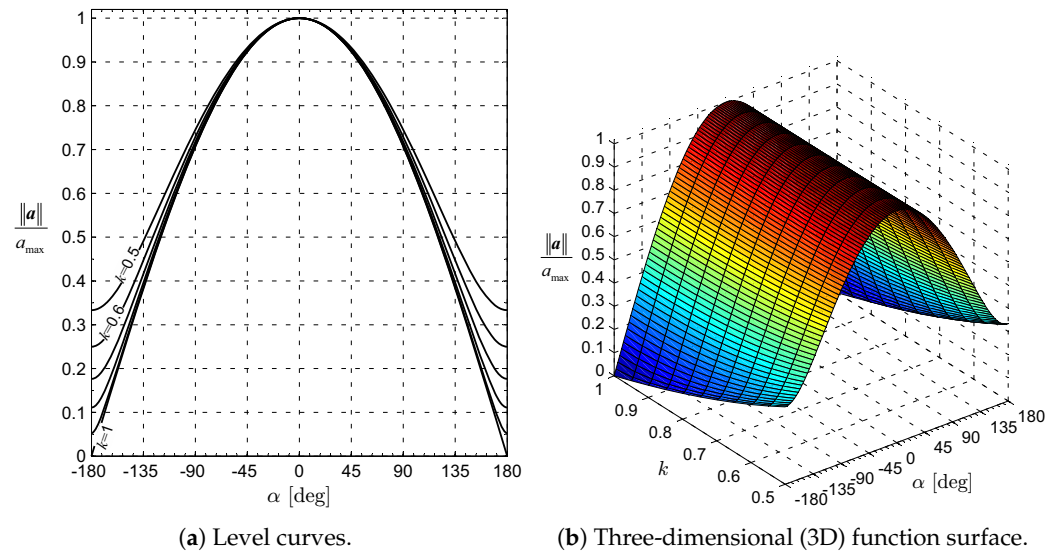 1
0.9
0.8
0.7
0.6
‖a‖
a_max
0.5
0.4
0.3
0.2
0.1
0
k=0.5
k=0.6
k=1
-180 -135 -90 -45 0 45 90 135 180
α [deg]
(a) Level curves.
1
0.9
0.8
0.7
0.6
‖a‖
a_max
0.5
0.4
0.3
0.2
0.1
0
1
0.9
0.8
0.7
0.6
0.5
k
-180 -135 -90 -45 0 45 90 135 180
α [deg]
(b) Three-dimensional (3D) function surface.